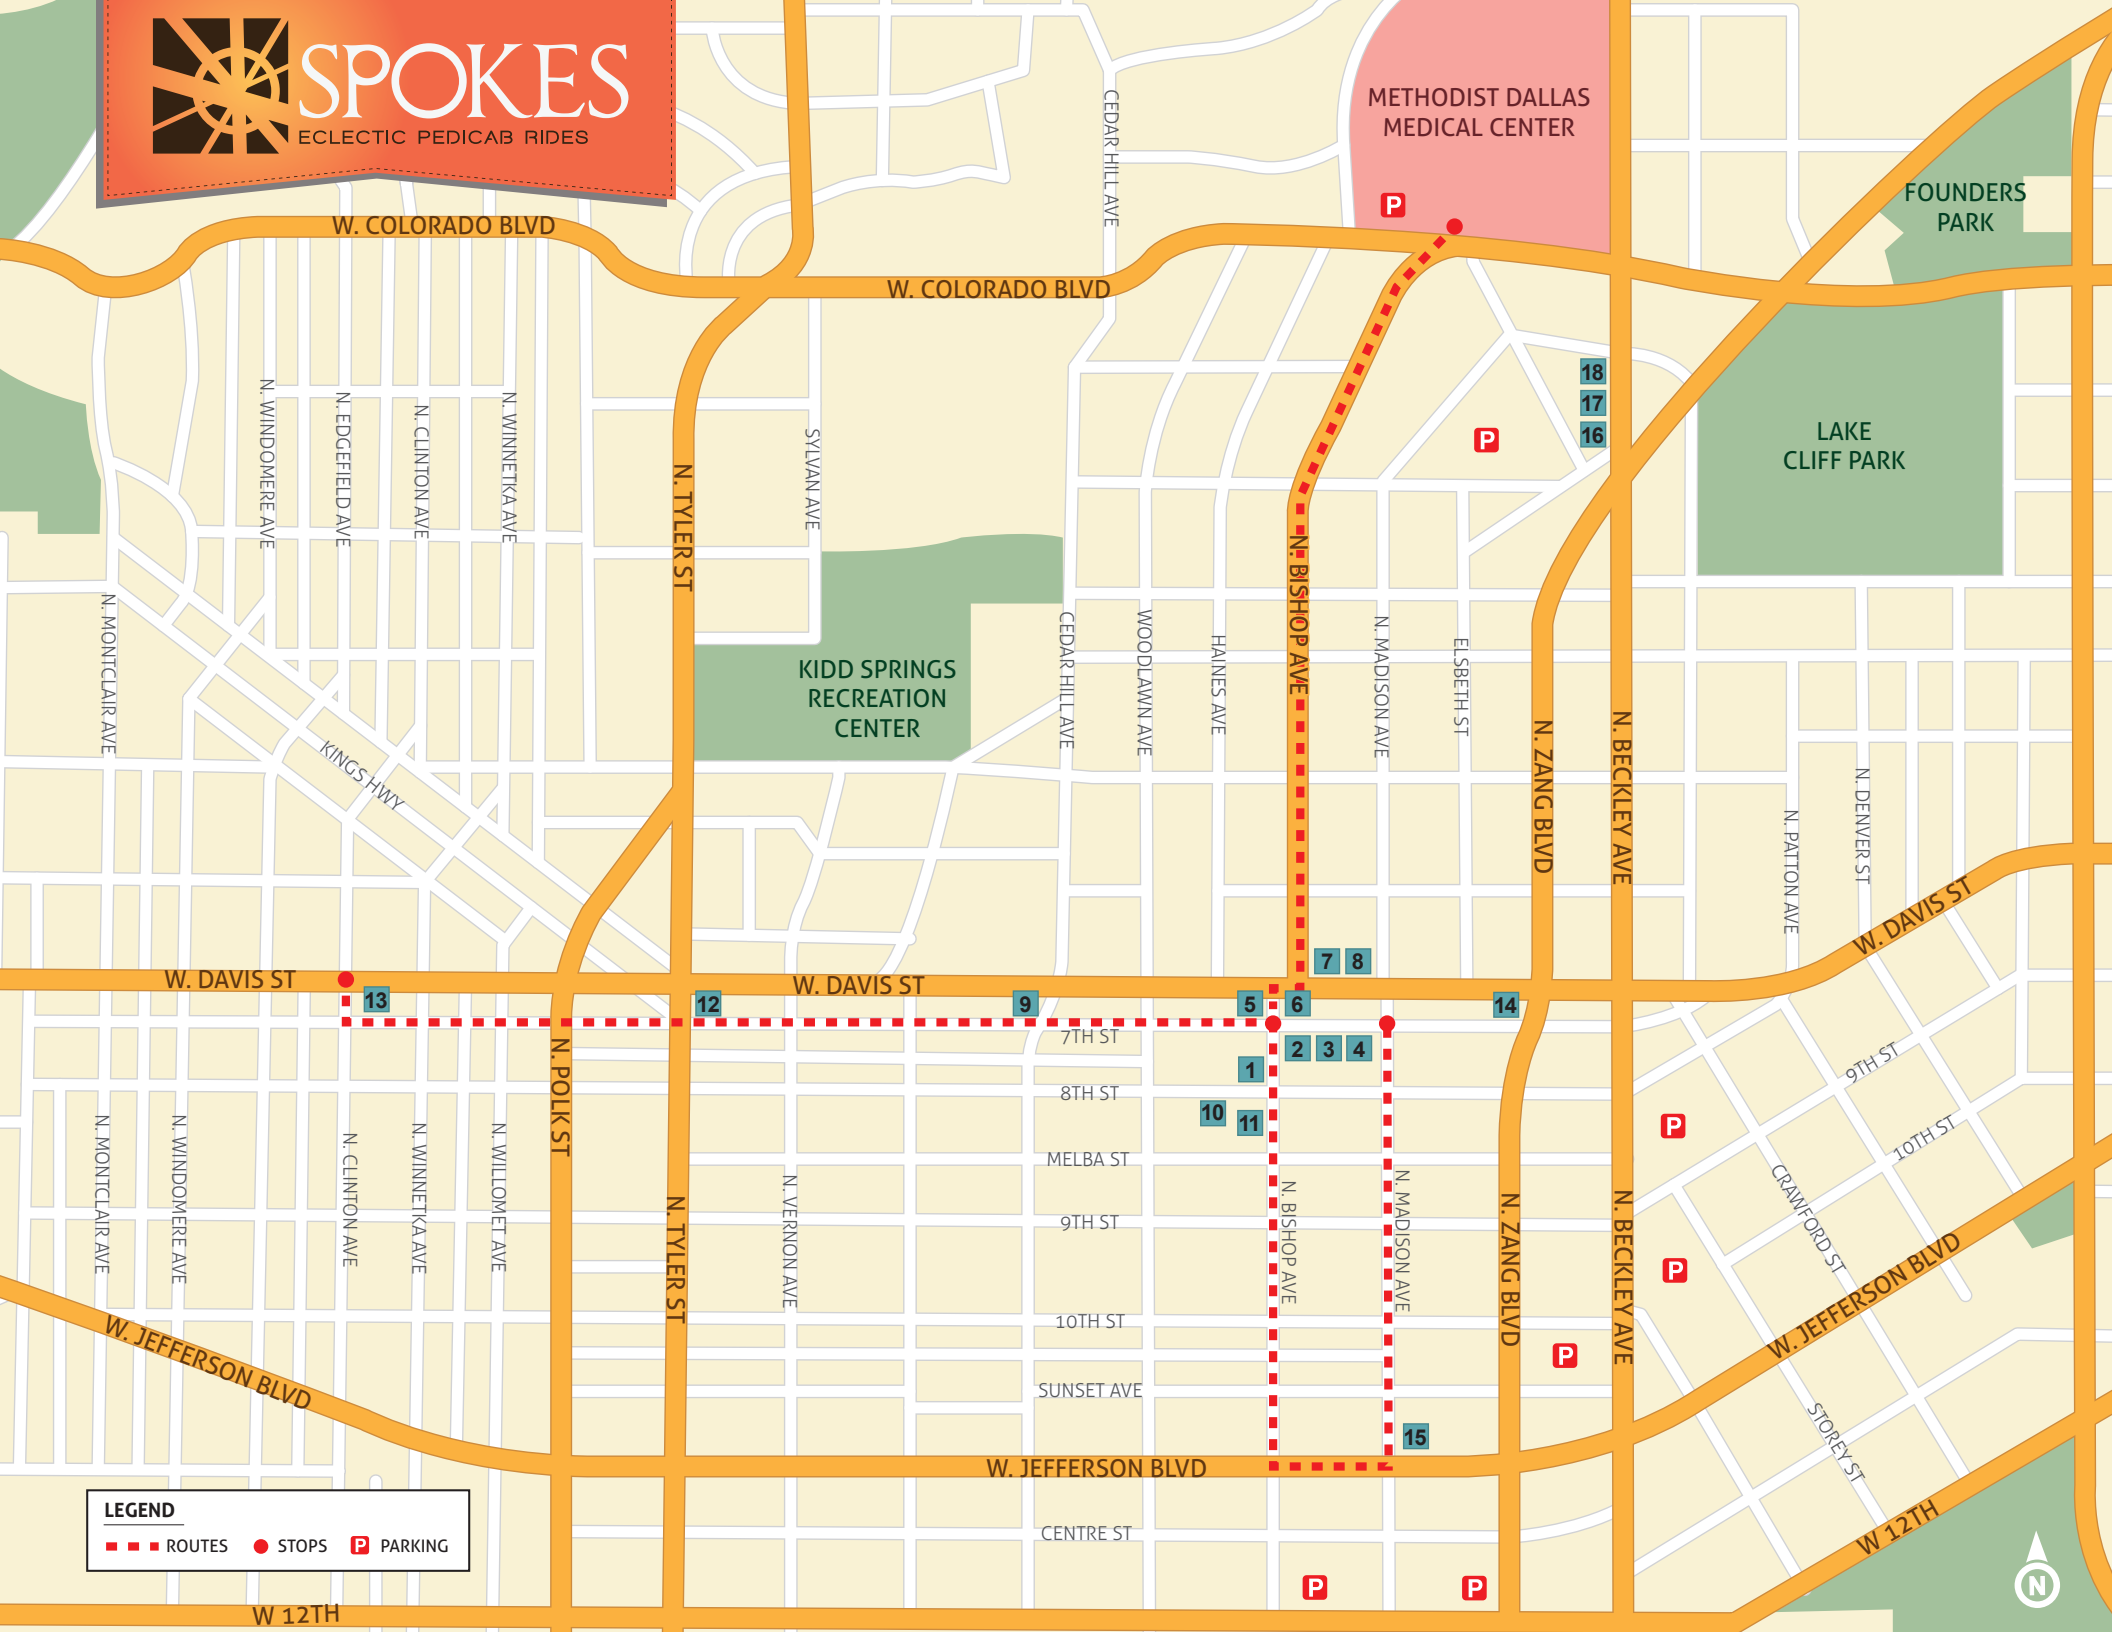 SPOKES
ECLECTIC PEDICAB RIDES
METHODIST DALLAS
MEDICAL CENTER
P
FOUNDERS
PARK
CEDAR HILL AVE
W. COLORADO BLVD
W. COLORADO BLVD
18
17
16
P
LAKE
CLIFF PARK
N. WINDOMERE AVE
N. EDGEFIELD AVE
N. CLINTON AVE
N. WINNETKA AVE
N. TYLER ST
SYLVAN AVE
N. BISHOP AVE
N. MONTCLAIR AVE
KIDD SPRINGS
RECREATION
CENTER
CEDAR HILL AVE
WOODLAWN AVE
HAINES AVE
N. MADISON AVE
ELSBETH ST
N. ZANG BLVD
N. BECKLEY AVE
KINGS HWY
N. PATTON AVE
N. DENVER ST
W. DAVIS ST
W. DAVIS ST
W. DAVIS ST
7
8
13
12
9
5
6
14
7TH ST
2
3
4
1
8TH ST
10
11
9TH ST
10TH ST
P
N. POLK ST
N. MONTCLAIR AVE
N. WINDOMERE AVE
N. CLINTON AVE
N. WINNETKA AVE
N. WILOMET AVE
N. TYLER ST
N. VERNON AVE
MELBA ST
9TH ST
N. BISHOP AVE
N. MADISON AVE
N. ZANG BLVD
N. BECKLEY AVE
CRAWFORD ST
P
W. JEFFERSON BLVD
10TH ST
P
W. JEFFERSON BLVD
SUNSET AVE
15
STOREY ST
W. JEFFERSON BLVD
CENTRE ST
W 12TH
LEGEND
ROUTES
STOPS
P PARKING
P
P
W 12TH
N